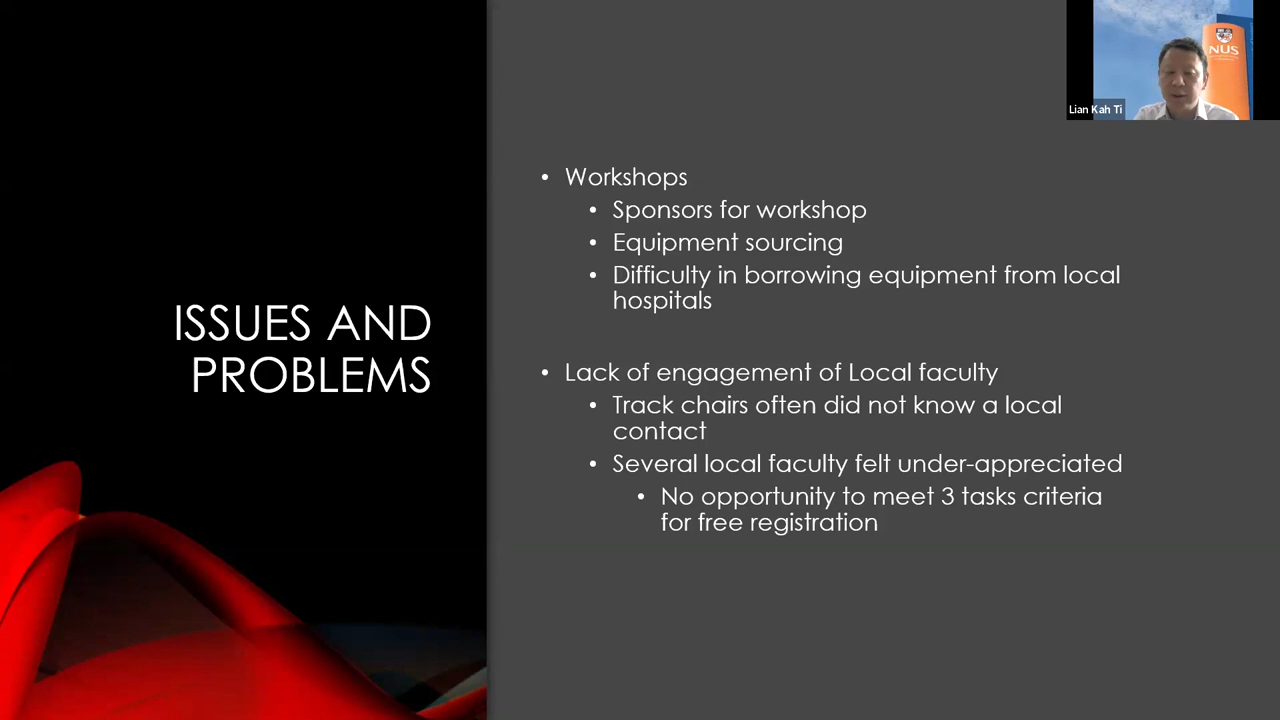 NUS
Lian Kah Ti
ISSUES AND
PROBLEMS
• Workshops
• Sponsors for workshop
• Equipment sourcing
• Difficulty in borrowing equipment from local
hospitals
• Lack of engagement of Local faculty
• Track chairs often did not know a local
contact
• Several local faculty felt under-appreciated
• No opportunity to meet 3 tasks criteria
for free registration